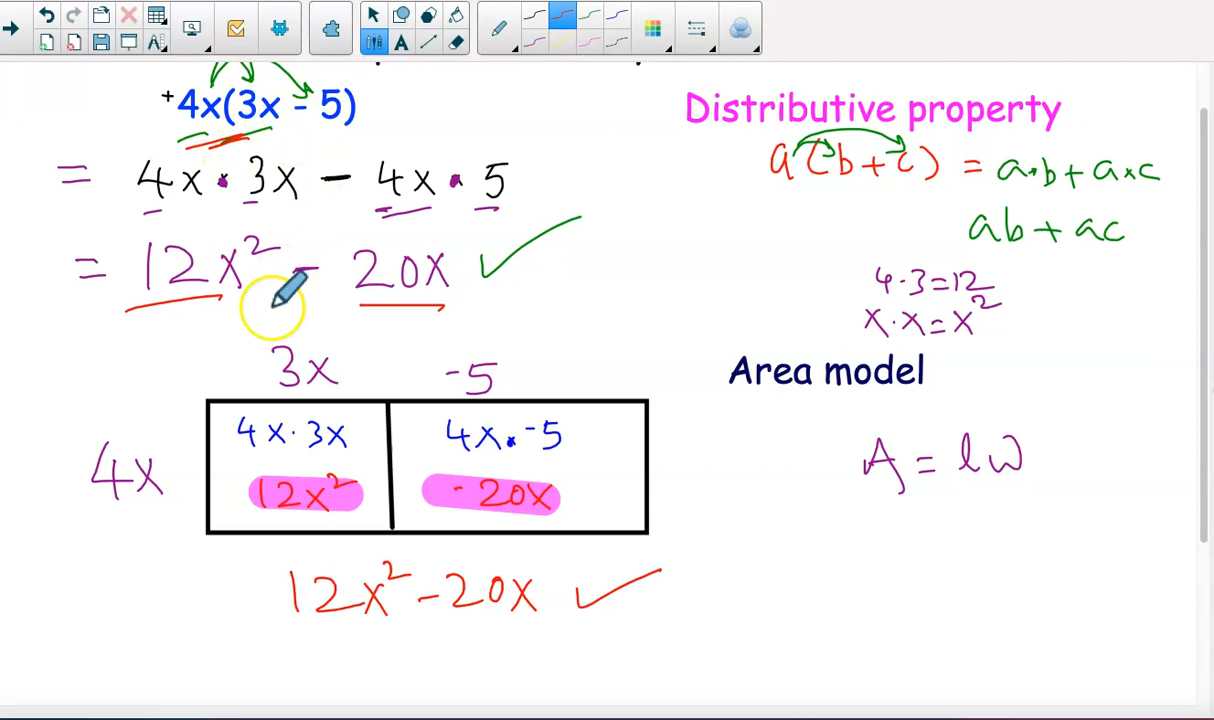 +4x(3x - 5)
Distributive property
= 4x · 3x - 4x · 5
a(b + c) = a·b + a×c
= 12x² - 20x ✓
ab + ac
4·3=12
x·x=x²
Area model
3x -5
4x
4x·3x 4x·-5
12x² -20x
A = lw
12x² -20x ✓